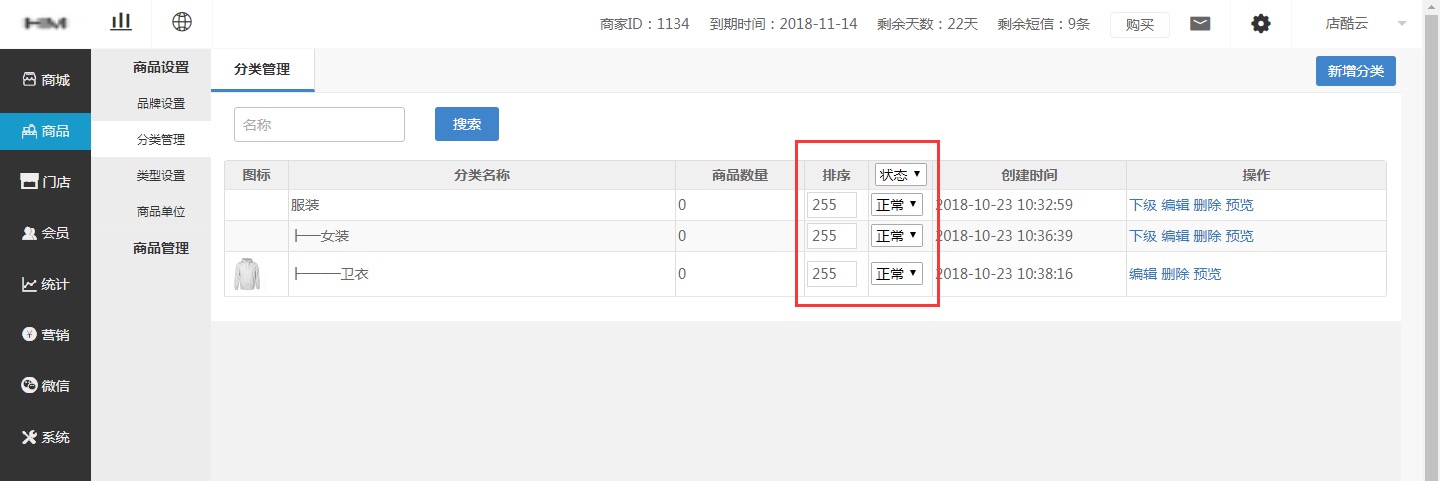 商家ID：1134 到期时间：2018-11-14 剩余天数：22天 剩余短信：9条 购买 店酷云
商城
商品
门店
会员
统计
营销
微信
系统
商品设置
品牌设置
分类管理
类型设置
商品单位
商品管理
分类管理 新增分类
名称 搜索
图标 分类名称 商品数量 排序 状态 创建时间 操作
服装 0 255 正常 2018-10-23 10:32:59 下级 编辑 删除 预览
├──女装 0 255 正常 2018-10-23 10:36:39 下级 编辑 删除 预览
├────卫衣 0 255 正常 2018-10-23 10:38:16 编辑 删除 预览